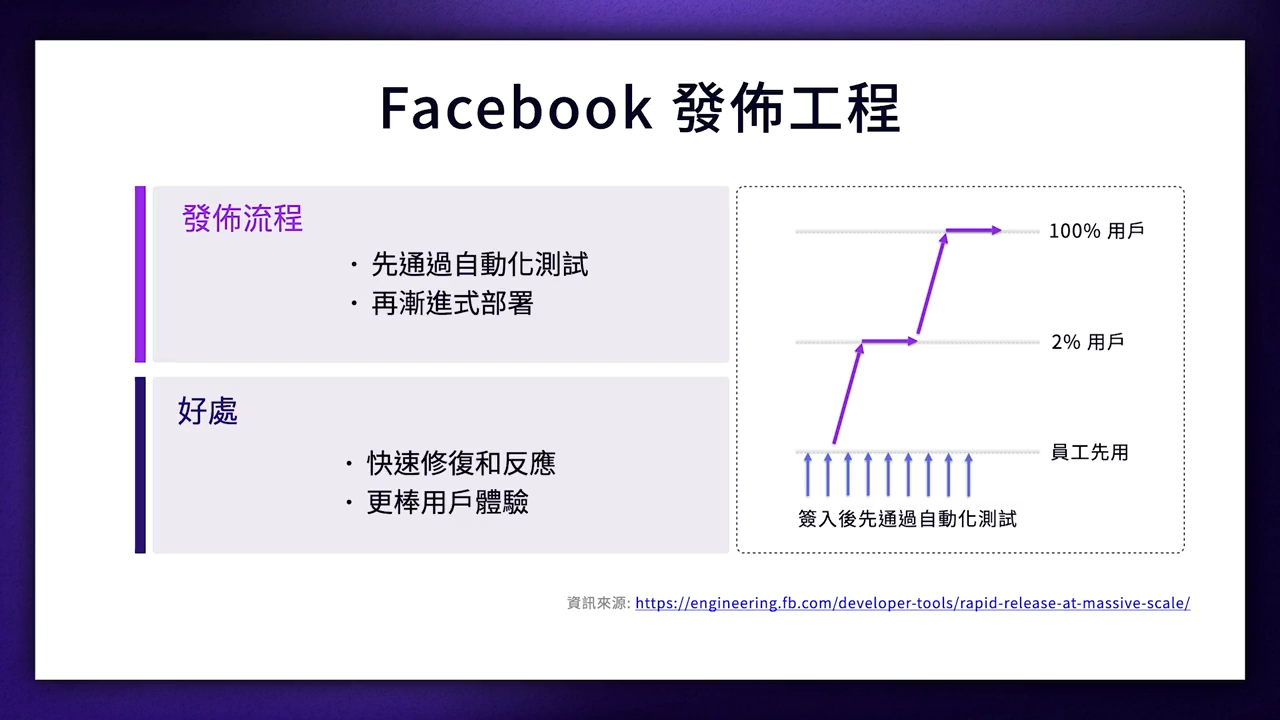 Facebook 發佈工程
發佈流程
・先通過自動化測試
・再漸進式部署
好處
・快速修復和反應
・更棒用戶體驗
100% 用戶
2% 用戶
員工先用
簽入後先通過自動化測試
資訊來源: https://engineering.fb.com/developer-tools/rapid-release-at-massive-scale/